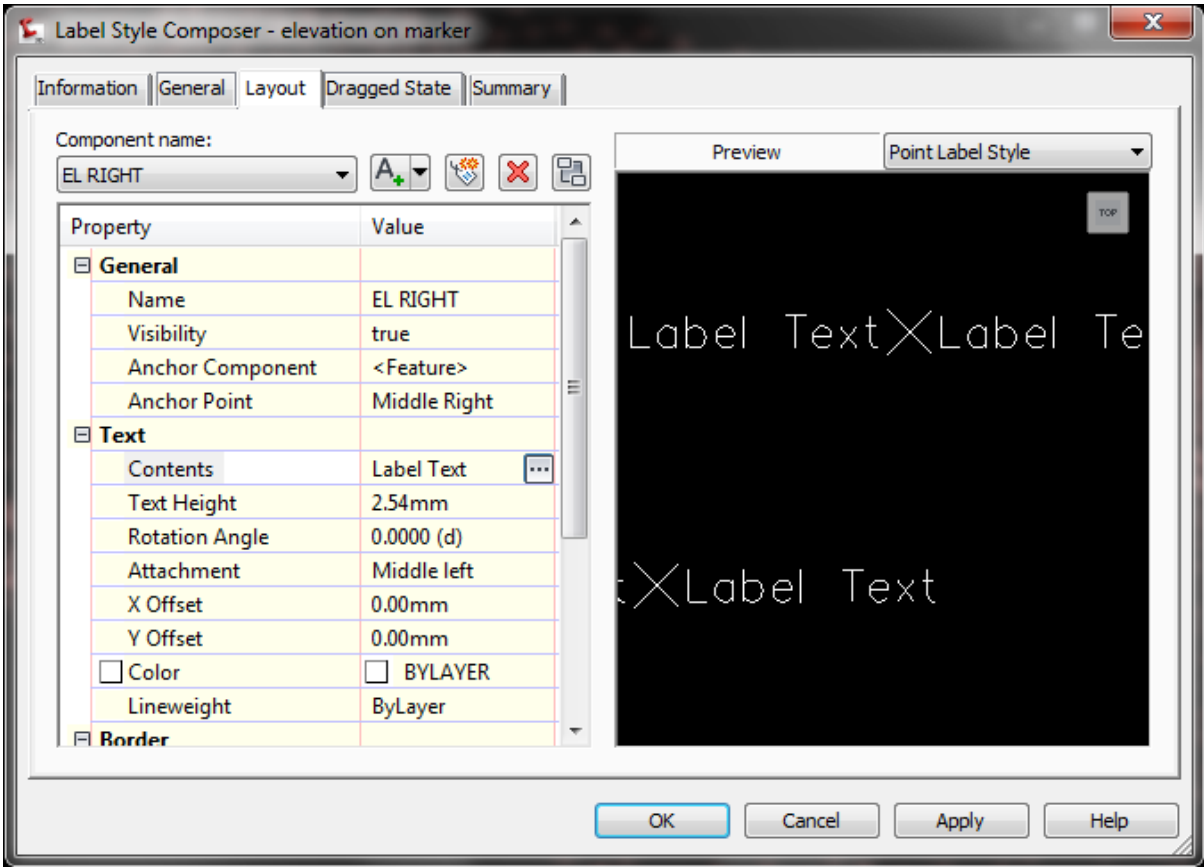 Label Style Composer - elevation on marker
Information General Layout Dragged State Summary
Component name:
EL RIGHT
Preview Point Label Style
Property Value
General
Name EL RIGHT
Visibility true
Anchor Component <Feature>
Anchor Point Middle Right
Text
Contents Label Text ...
Text Height 2.54mm
Rotation Angle 0.0000 (d)
Attachment Middle left
X Offset 0.00mm
Y Offset 0.00mm
Color BYLAYER
Lineweight ByLayer
Border
TOP
Label Text Label Te
t Label Text
OK Cancel Apply Help